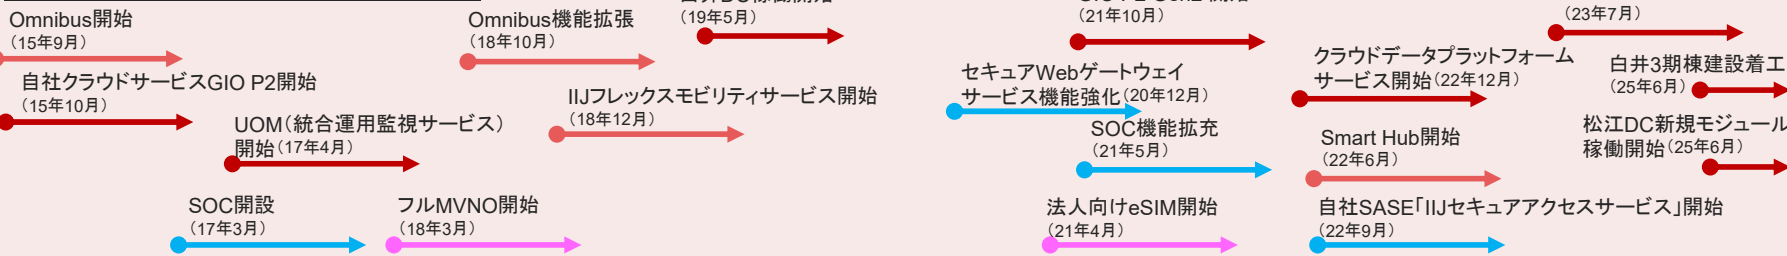 Omnibus開始
（15年9月）
自社クラウドサービスGIO P2開始
（15年10月）
UOM（統合運用監視サービス）
開始（17年4月）
SOC開設
（17年3月）
フルMVNO開始
（18年3月）
Omnibus機能拡張
（18年10月）
（19年5月）
IIJフレックスモビリティサービス開始
（18年12月）
（21年10月）
セキュアWebゲートウェイ
サービス機能強化（20年12月）
SOC機能拡充
（21年5月）
法人向けeSIM開始
（21年4月）
（23年7月）
クラウドデータプラットフォーム
サービス開始（22年12月）
Smart Hub開始
（22年6月）
自社SASE「IIJセキュアアクセスサービス」開始
（22年9月）
白井3期棟建設着工
（25年6月）
松江DC新規モジュール
稼働開始（25年6月）